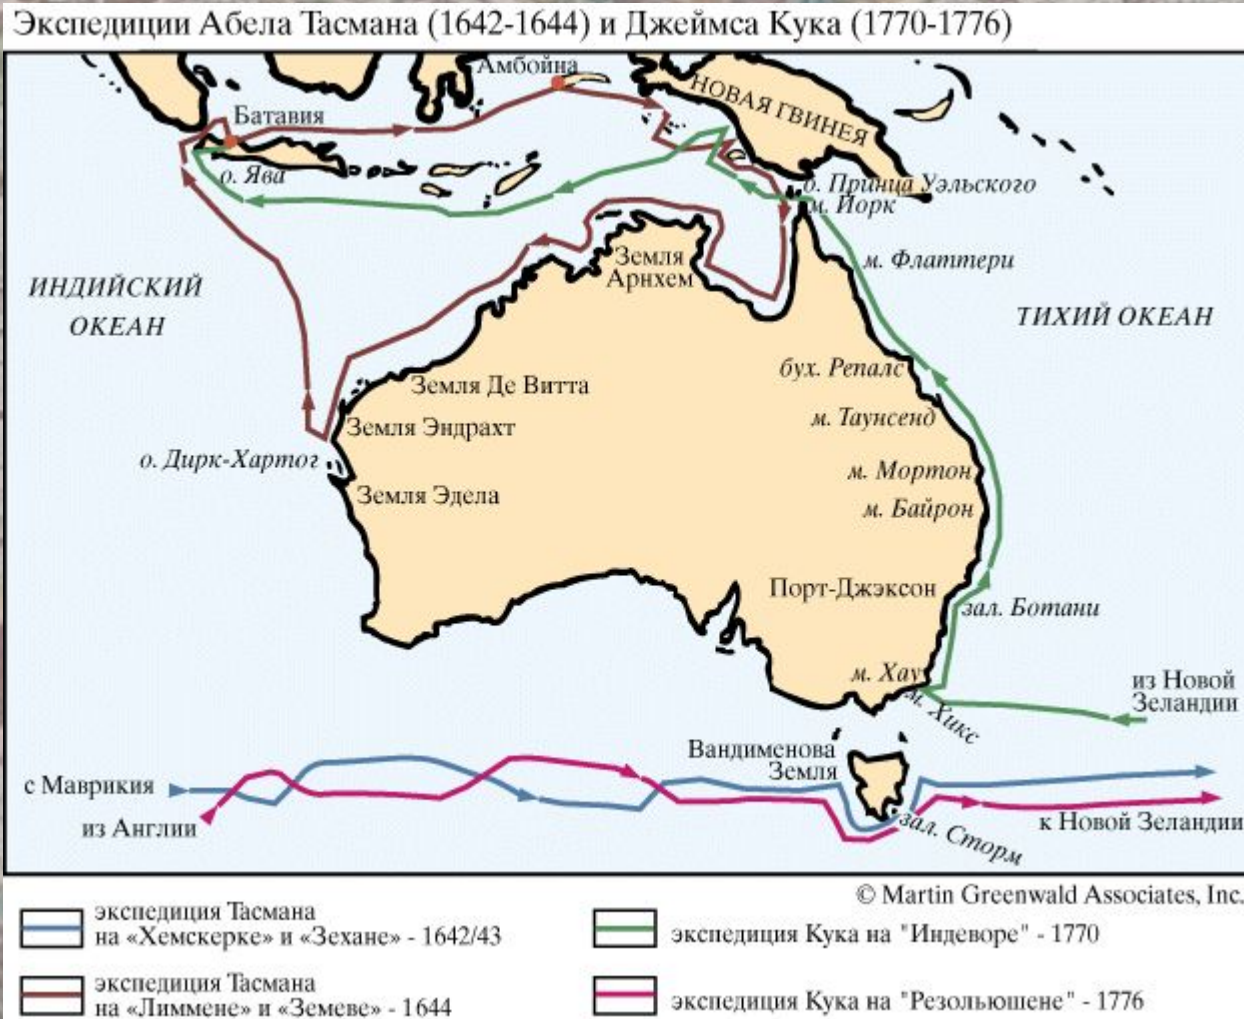 Экспедиции Абела Тасмана (1642-1644) и Джеймса Кука (1770-1776)
Амбойна
НОВАЯ ГВИНЕЯ
Батавия
о. Ява
о. Принца Уэльского
м. Йорк
м. Флаттери
Земля
Арнхем
ИНДИЙСКИЙ
ОКЕАН
ТИХИЙ ОКЕАН
бух. Репалс
Земля Де Витта
м. Таунсенд
Земля Эндрахт
о. Дирк-Хартог
м. Мортон
Земля Эдела
м. Байрон
Порт-Джэксон
зал. Ботани
м. Хау
м. Хикс
из Новой
Зеландии
Вандименова
Земля
с Маврикия
из Англии
зал. Сторм
к Новой Зеландии
© Martin Greenwald Associates, Inc.
экспедиция Тасмана
на «Хемскерке» и «Зехане» - 1642/43
экспедиция Кука на "Индеворе" - 1770
экспедиция Тасмана
на «Лиммене» и «Земеве» - 1644
экспедиция Кука на "Резольюшене" - 1776